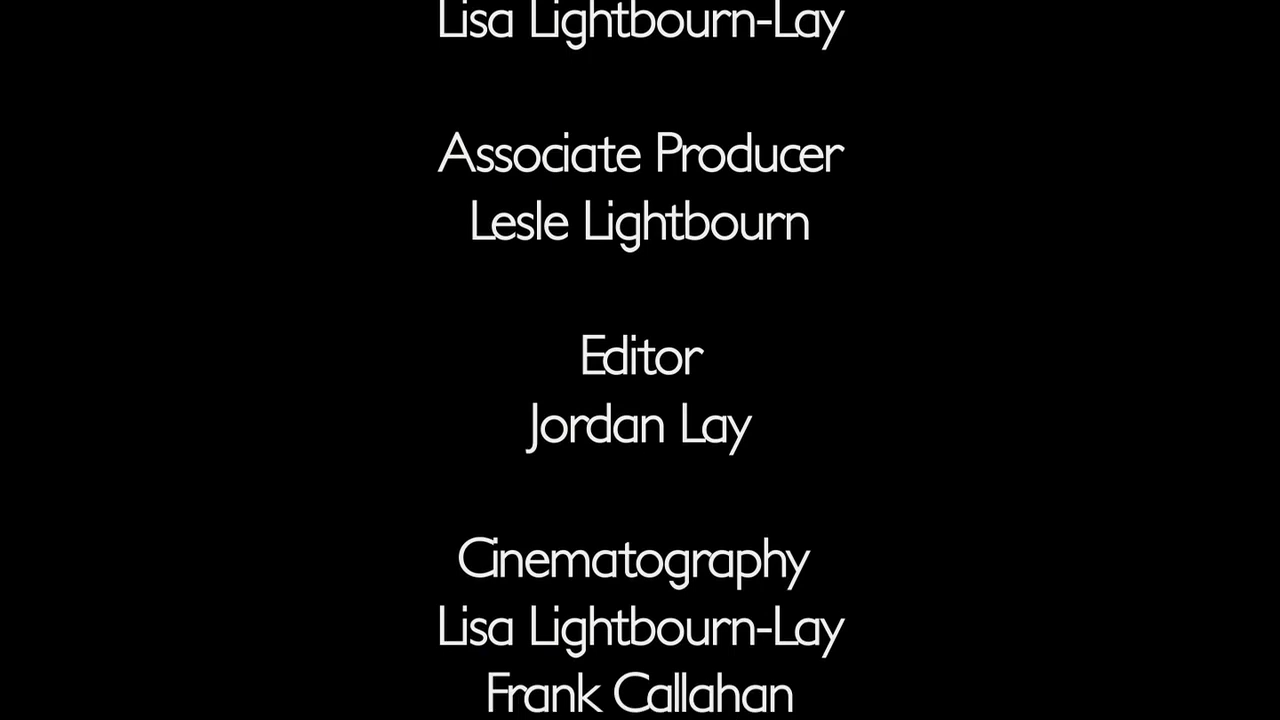 Lisa Lightbourn-Lay
Associate Producer
Lesle Lightbourn
Editor
Jordan Lay
Cinematography
Lisa Lightbourn-Lay
Frank Callahan